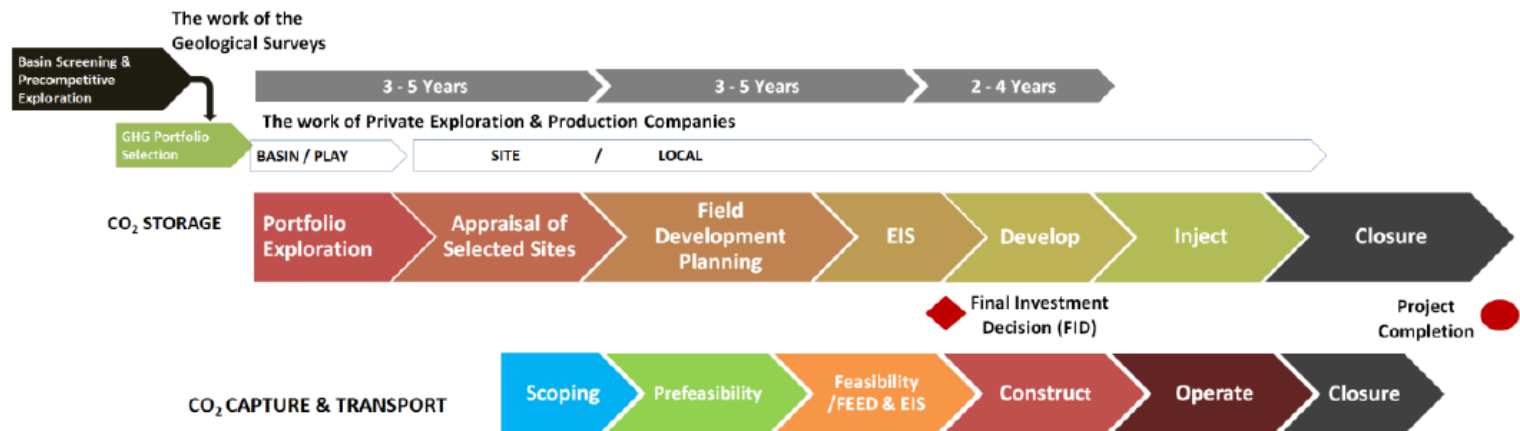 The work of the
Geological Surveys
Basin Screening &
Precompetitive
Exploration
3 - 5 Years
3 - 5 Years
2 - 4 Years
The work of Private Exploration & Production Companies
GHG Portfolio
Selection
BASIN / PLAY
SITE / LOCAL
CO₂ STORAGE
Portfolio
Exploration
Appraisal of
Selected Sites
Field
Development
Planning
EIS
Develop
Inject
Closure
Final Investment
Decision (FID)
Project
Completion
CO₂ CAPTURE & TRANSPORT
Scoping
Prefeasibility
Feasibility
/FEED & EIS
Construct
Operate
Closure